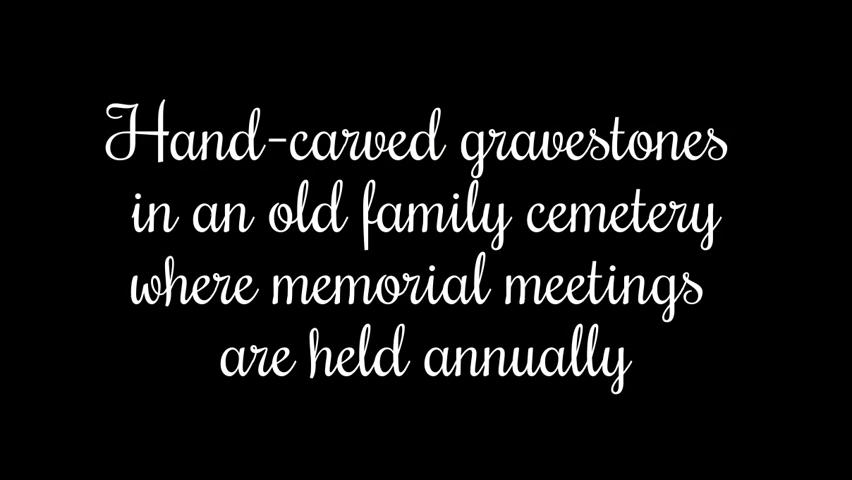 Hand-carved gravestones
in an old family cemetery
where memorial meetings
are held annually